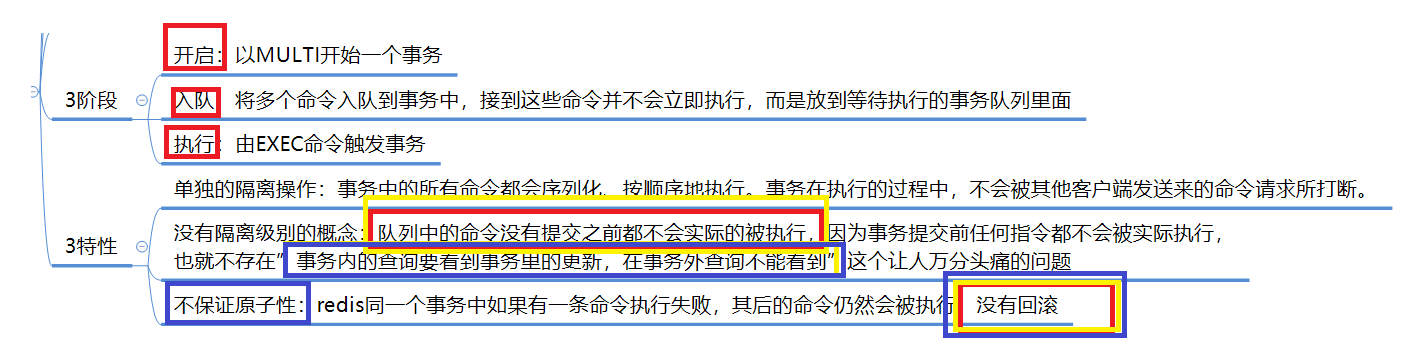 3阶段
开启：以MULTI开始一个事务
入队 将多个命令入队到事务中，接到这些命令并不会立即执行，而是放到等待执行的事务队列里面
执行：由EXEC命令触发事务
3特性
单独的隔离操作：事务中的所有命令都会序列化、按顺序地执行。事务在执行的过程中，不会被其他客户端发送来的命令请求所打断。
没有隔离级别的概念：队列中的命令没有提交之前都不会实际的被执行，因为事务提交前任何指令都不会被实际执行，
也就不存在”事务内的查询要看到事务里的更新，在事务外查询不能看到”这个让人万分头痛的问题
不保证原子性：redis同一个事务中如果有一条命令执行失败，其后的命令仍然会被执行 没有回滚